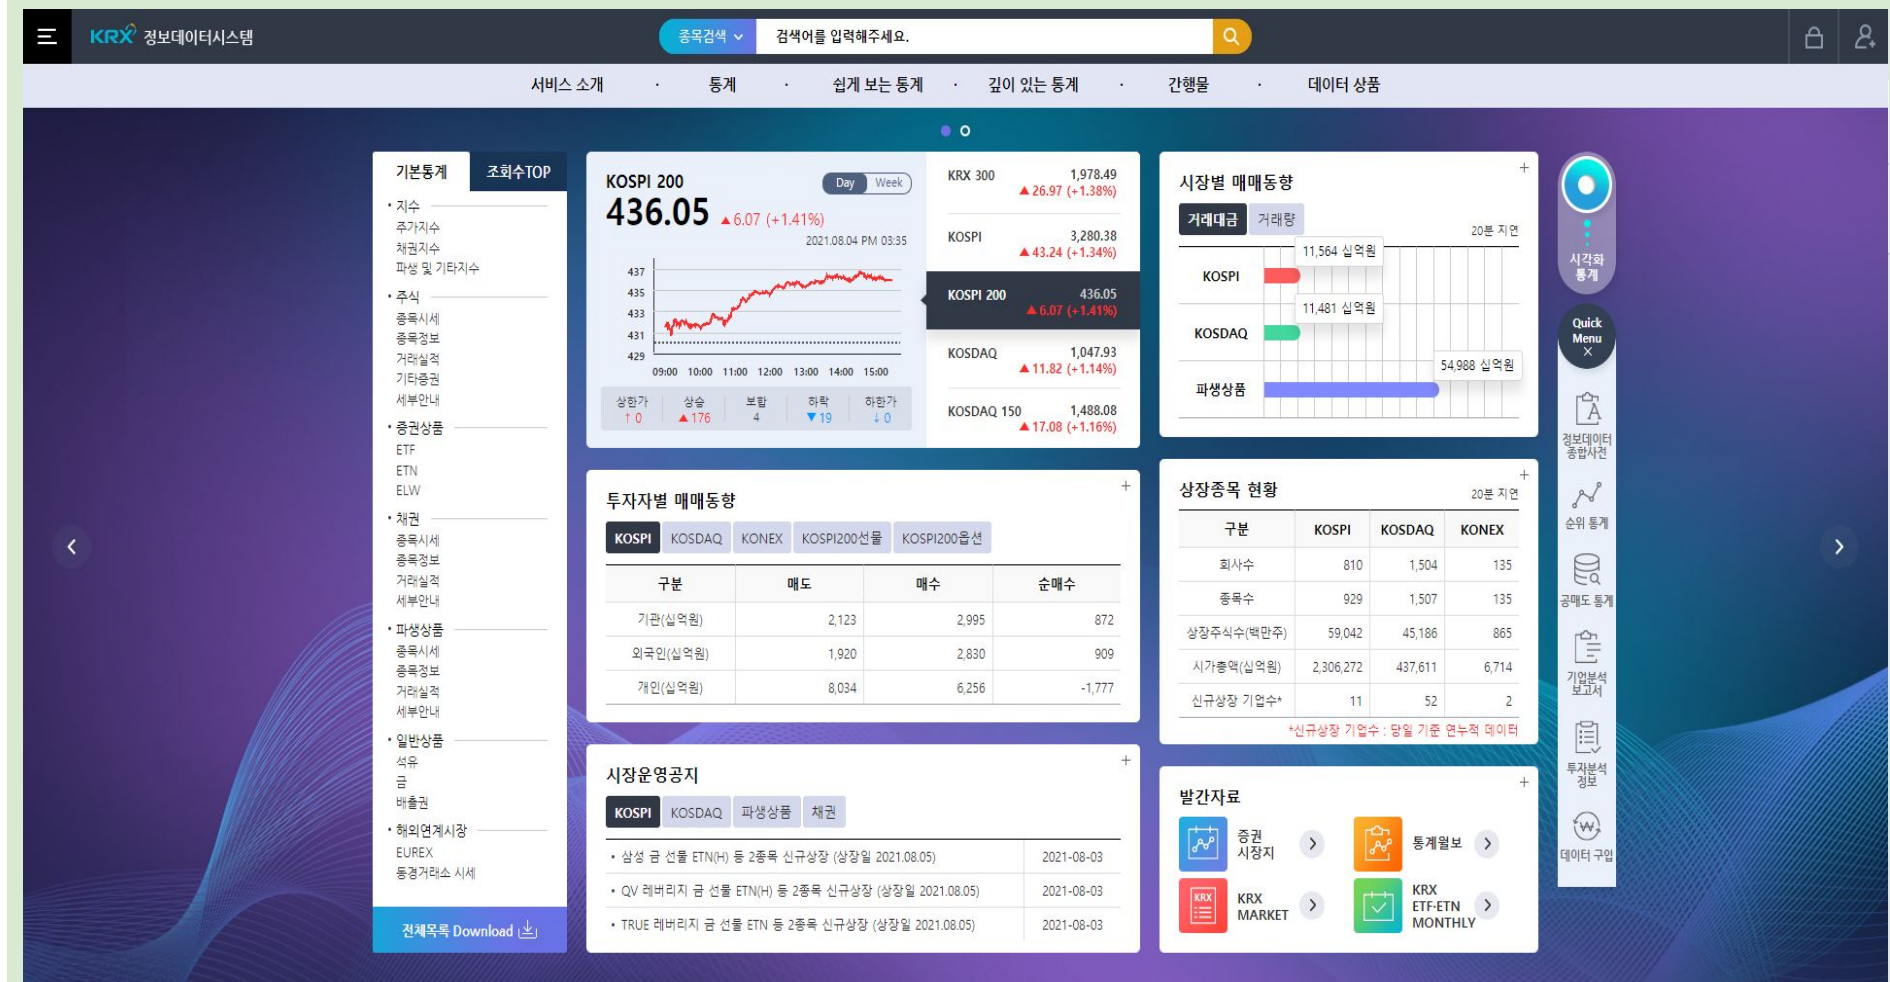 KRX 정보데이터시스템
종목검색
검색어를 입력해주세요.
서비스 소개 · 통계 · 쉽게 보는 통계 · 깊이 있는 통계 · 간행물 · 데이터 상품
기본통계 조회수TOP
• 지수
주가지수
채권지수
파생 및 기타지수
• 주식
종목시세
종목정보
거래실적
기타증권
세부안내
• 증권상품
ETF
ETN
ELW
• 채권
종목시세
종목정보
거래실적
세부안내
• 파생상품
종목시세
종목정보
거래실적
세부안내
• 일반상품
석유
금
배출권
• 해외연계시장
EUREX
동경거래소 시세
전체목록 Download
KOSPI 200 Day Week
436.05 ▲6.07 (+1.41%)
2021.08.04 PM 03:35
437
435
433
431
429
09:00 10:00 11:00 12:00 13:00 14:00 15:00
상한가 상승 보합 하락 하한가
↑ 0 ▲176 4 ▼19 ↓ 0
KRX 300 1,978.49
▲26.97 (+1.38%)
KOSPI 3,280.38
▲43.24 (+1.34%)
KOSPI 200 436.05
▲6.07 (+1.41%)
KOSDAQ 1,047.93
▲11.82 (+1.14%)
KOSDAQ 150 1,488.08
▲17.08 (+1.16%)
투자자별 매매동향 +
KOSPI KOSDAQ KONEX KOSPI200선물 KOSPI200옵션
구분 매도 매수 순매수
기관(십억원) 2,123 2,995 872
외국인(십억원) 1,920 2,830 909
개인(십억원) 8,034 6,256 -1,777
시장운영공지 +
KOSPI KOSDAQ 파생상품 채권
• 삼성 금 선물 ETN(H) 등 2종목 신규상장 (상장일 2021.08.05) 2021-08-03
• QV 레버리지 금 선물 ETN(H) 등 2종목 신규상장 (상장일 2021.08.05) 2021-08-03
• TRUE 레버리지 금 선물 ETN 등 2종목 신규상장 (상장일 2021.08.05) 2021-08-03
시장별 매매동향 +
거래대금 거래량
20분 지연
11,564 십억원
KOSPI
11,481 십억원
KOSDAQ
54,988 십억원
파생상품
상장종목 현황 +
20분 지연
구분 KOSPI KOSDAQ KONEX
회사수 810 1,504 135
종목수 929 1,507 135
상장주식수(백만주) 59,042 45,186 865
시가총액(십억원) 2,306,272 437,611 6,714
신규상장 기업수* 11 52 2
*신규상장 기업수 : 당일 기준 연누적 데이터
발간자료 +
증권
시장지
통계월보
KRX
KRX
MARKET
KRX
ETF·ETN
MONTHLY
시각화
통계
Quick
Menu
×
정보데이터
종합사전
순위 통계
공매도 통계
기업분석
보고서
투자분석
정보
데이터 구입